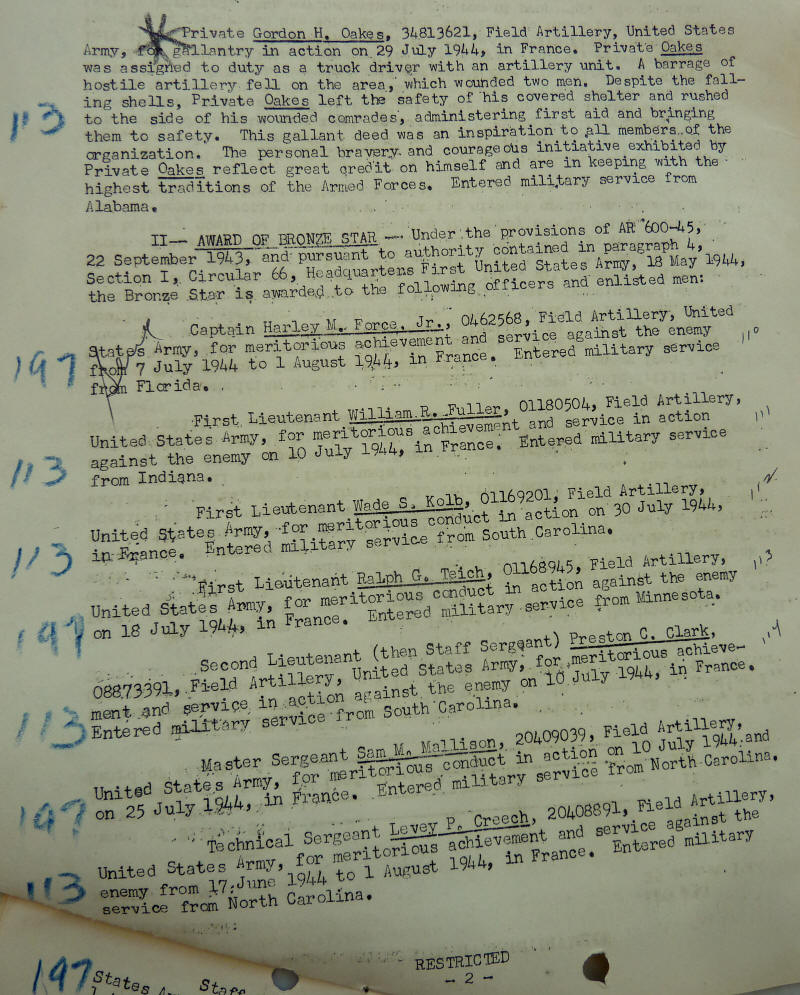 Private Gordon H. Oakes, 34813621, Field Artillery, United States
Army, for gallantry in action on 29 July 1944, in France. Private Oakes
was assigned to duty as a truck driver with an artillery unit. A barrage of
hostile artillery fell on the area, which wounded two men. Despite the fall-
ing shells, Private Oakes left the safety of his covered shelter and rushed
113
to the side of his wounded comrades, administering first aid and bringing
them to safety. This gallant deed was an inspiration to all members of the
organization. The personal bravery and courageous initiative exhibited by
Private Oakes reflect great credit on himself and are in keeping with the
highest traditions of the Armed Forces. Entered military service from
Alabama.
II— AWARD OF BRONZE STAR — Under the provisions of AR 600-45,
22 September 1943, and pursuant to authority contained in paragraph 4,
Section I, Circular 66, Headquarters First United States Army, 18 May 1944,
the Bronze Star is awarded to the following officers and enlisted men:
Captain Harley M. Force, Jr., 0462568, Field Artillery, United
197
States Army, for meritorious achievement and service against the enemy
110
from 7 July 1944 to 1 August 1944, in France. Entered military service
from Florida.
First Lieutenant William R. Fuller, 01180504, Field Artillery,
111
United States Army, for meritorious achievement and service in action
113
against the enemy on 10 July 1944, in France. Entered military service
from Indiana.
First Lieutenant Wade S. Kolb, 01169201, Field Artillery,
United States Army, for meritorious conduct in action on 30 July 1944,
113
in France. Entered military service from South Carolina.
First Lieutenant Ralph G. Teich, 01168945, Field Artillery,
113
United States Army, for meritorious conduct in action against the enemy
197
on 18 July 1944, in France. Entered military service from Minnesota.
Second Lieutenant (then Staff Sergeant) Preston C. Clark,
08873391, Field Artillery, United States Army, for meritorious achieve-
113
ment and service in action against the enemy on 10 July 1944, in France.
Entered military service from South Carolina.
Master Sergeant Sam M. Mallison, 20409039, Field Artillery,
United States Army, for meritorious conduct in action on 10 July 1944 and
197
on 25 July 1944, in France. Entered military service from North Carolina.
Technical Sergeant Levey P. Creech, 20408891, Field Artillery,
United States Army, for meritorious achievement and service against the
113
enemy from 17 June 1944 to 1 August 1944, in France. Entered military
service from North Carolina.
RESTRICTED
- 2 -
197
States
Staff